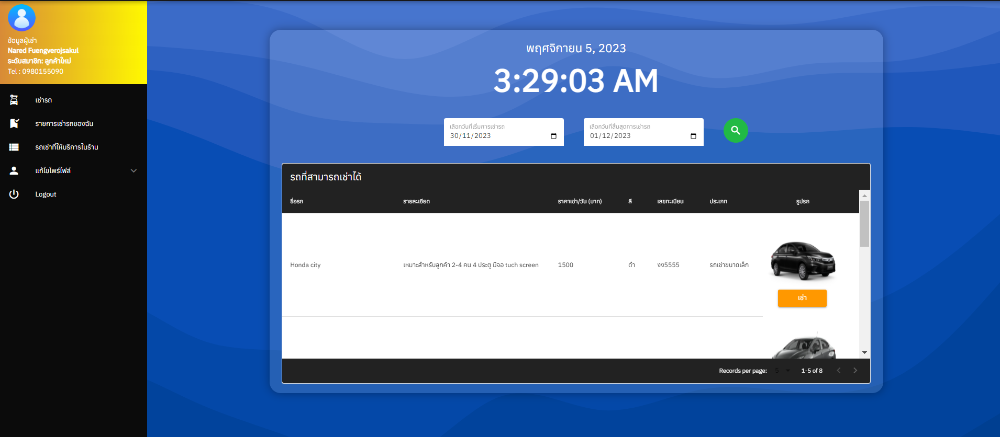 ข้อมูลผู้เช่า
Nared Fuengverojsakul
ระดับสมาชิก: ลูกค้าใหม่
Tel : 0980155090
เช่ารถ
รายการเช่ารถของฉัน
รถเช่าที่ให้บริการในร้าน
แก้ไขโพร์ไฟล์
Logout
พฤศจิกายน 5, 2023
3:29:03 AM
เลือกวันที่เริ่มการเช่ารถ
30/11/2023
เลือกวันที่สิ้นสุดการเช่ารถ
01/12/2023
รถที่สามารถเช่าได้
ชื่อรถ รายละเอียด ราคาเช่า/วัน (บาท) สี เลขทะเบียน ประเภท รูปรถ
Honda city เหมาะสำหรับลูกค้า 2-4 คน 4 ประตู มีจอ tuch screen 1500 ดำ งง5555 รถเช่าขนาดเล็ก
เช่า
Records per page: 5 1-5 of 8